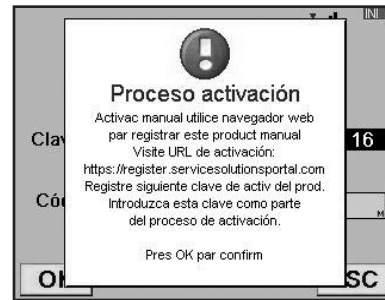 INI
Proceso activación
Activac manual utilice navegador web
par registrar este product manual
Visite URL de activación:
https://register.servicesolutionsportal.com
Registre siguiente clave de activ del prod.
Introduzca esta clave como parte
del proceso de activación.
Pres OK par confirm
Clav
16
Cód
M
OK
SC